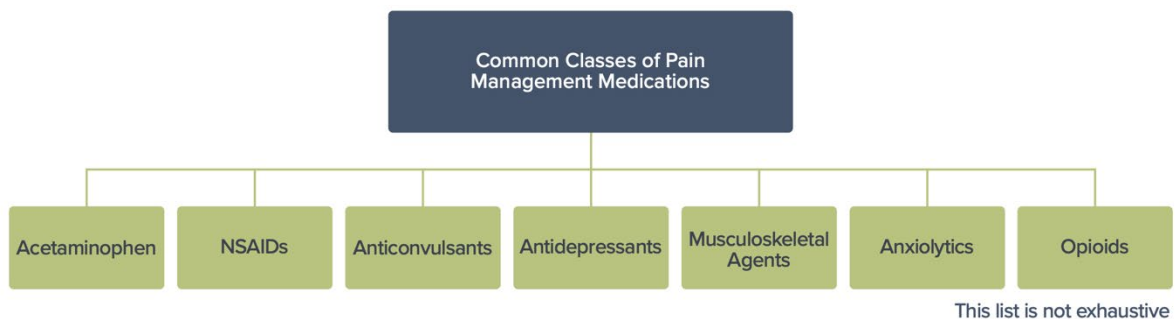 Common Classes of Pain
Management Medications
Acetaminophen
NSAIDs
Anticonvulsants
Antidepressants
Musculoskeletal
Agents
Anxiolytics
Opioids
This list is not exhaustive